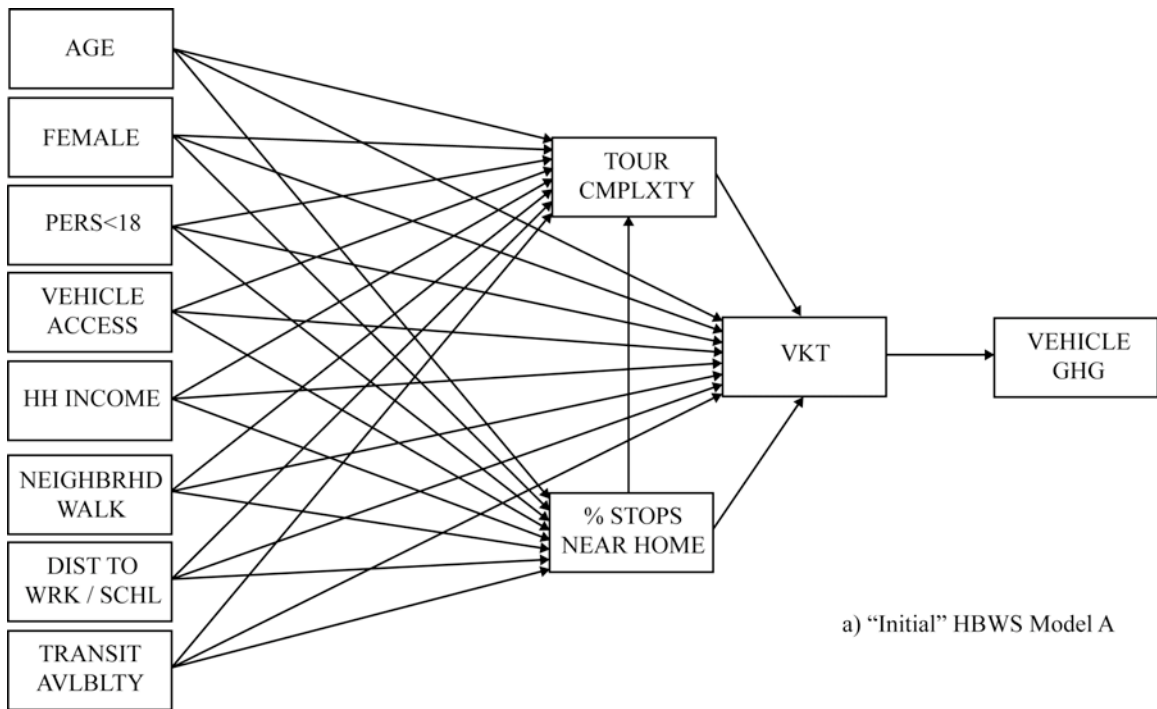 AGE
FEMALE
PERS<18
VEHICLE
ACCESS
HH INCOME
NEIGHBRHD
WALK
DIST TO
WRK / SCHL
TRANSIT
AVLBLTY
TOUR
CMPLXTY
% STOPS
NEAR HOME
VKT
VEHICLE
GHG
a) “Initial” HBWS Model A